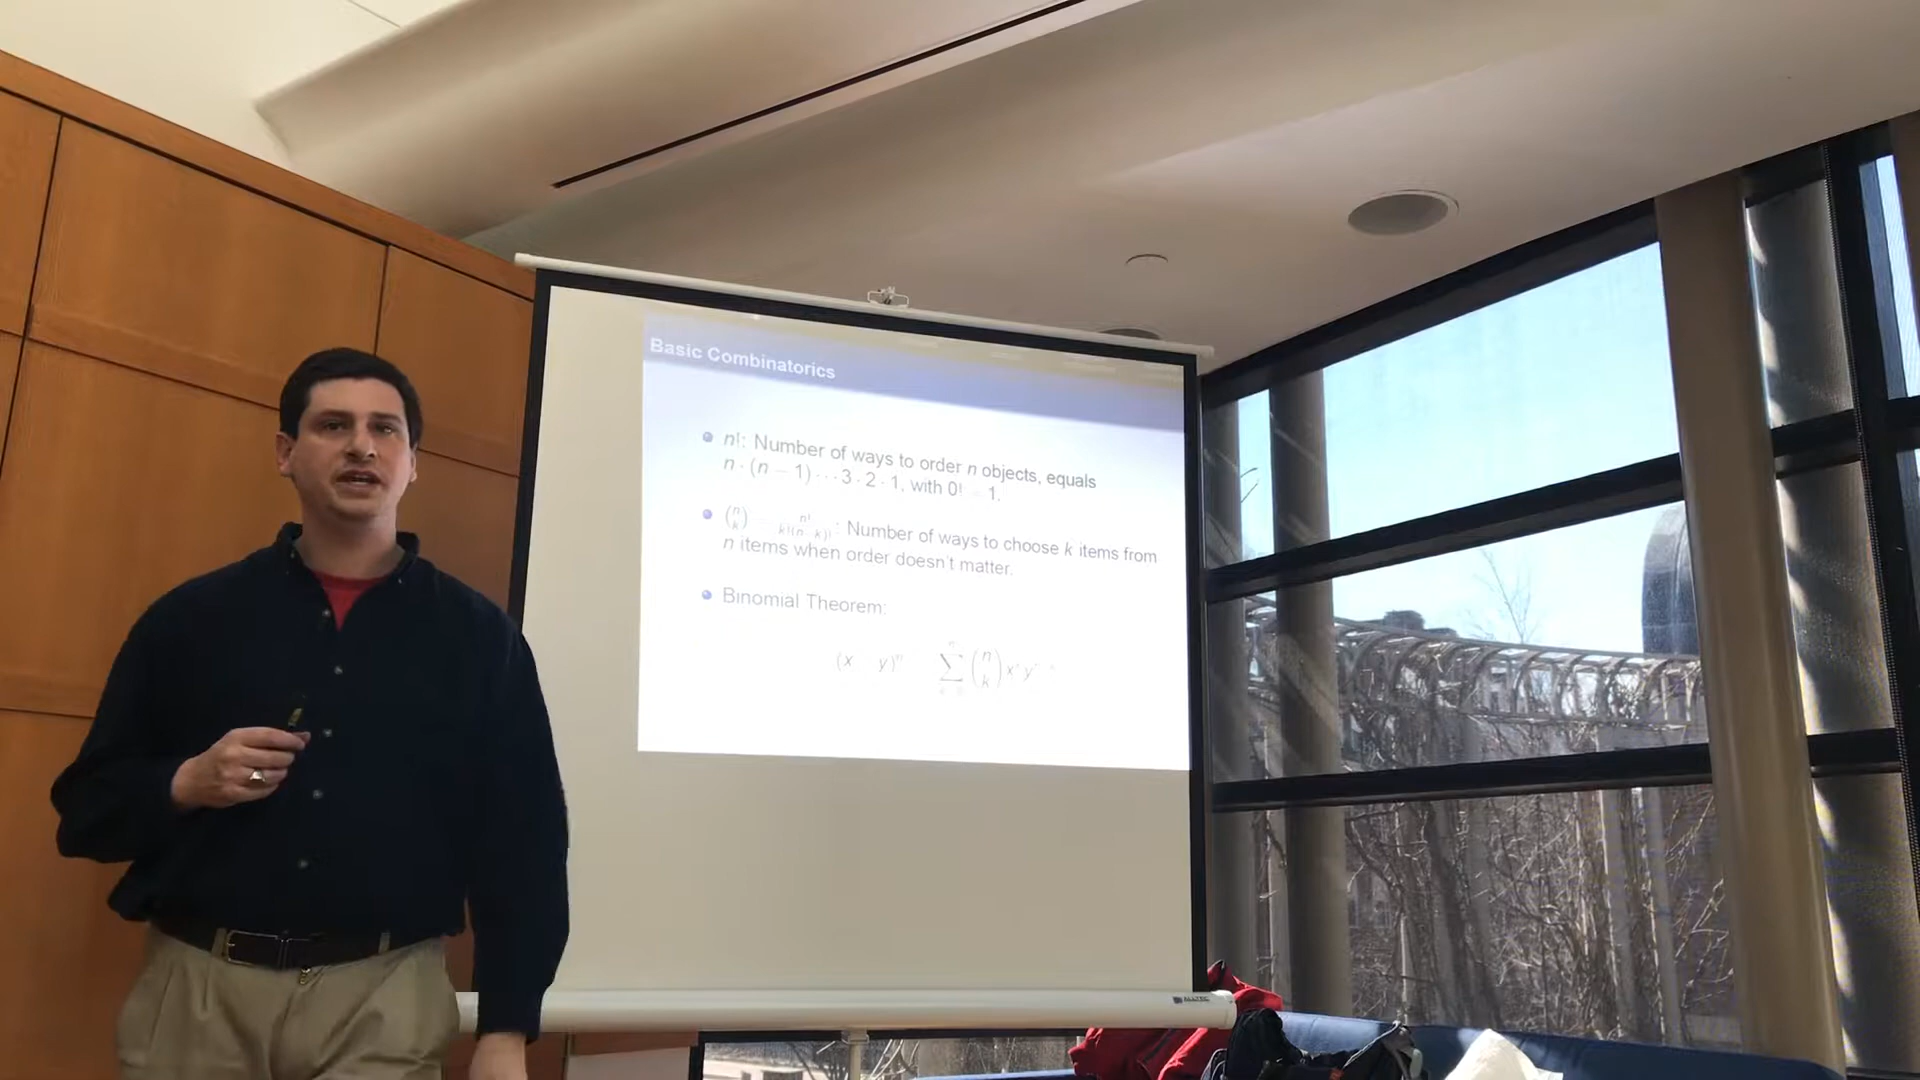 Basic Combinatorics
n!: Number of ways to order n objects, equals
n · (n − 1) · · · 3 · 2 · 1, with 0! = 1.
(n k) = n! / k!(n−k)! : Number of ways to choose k items from
n items when order doesn't matter.
Binomial Theorem:
(x y)ⁿ ∑ (n k) x y